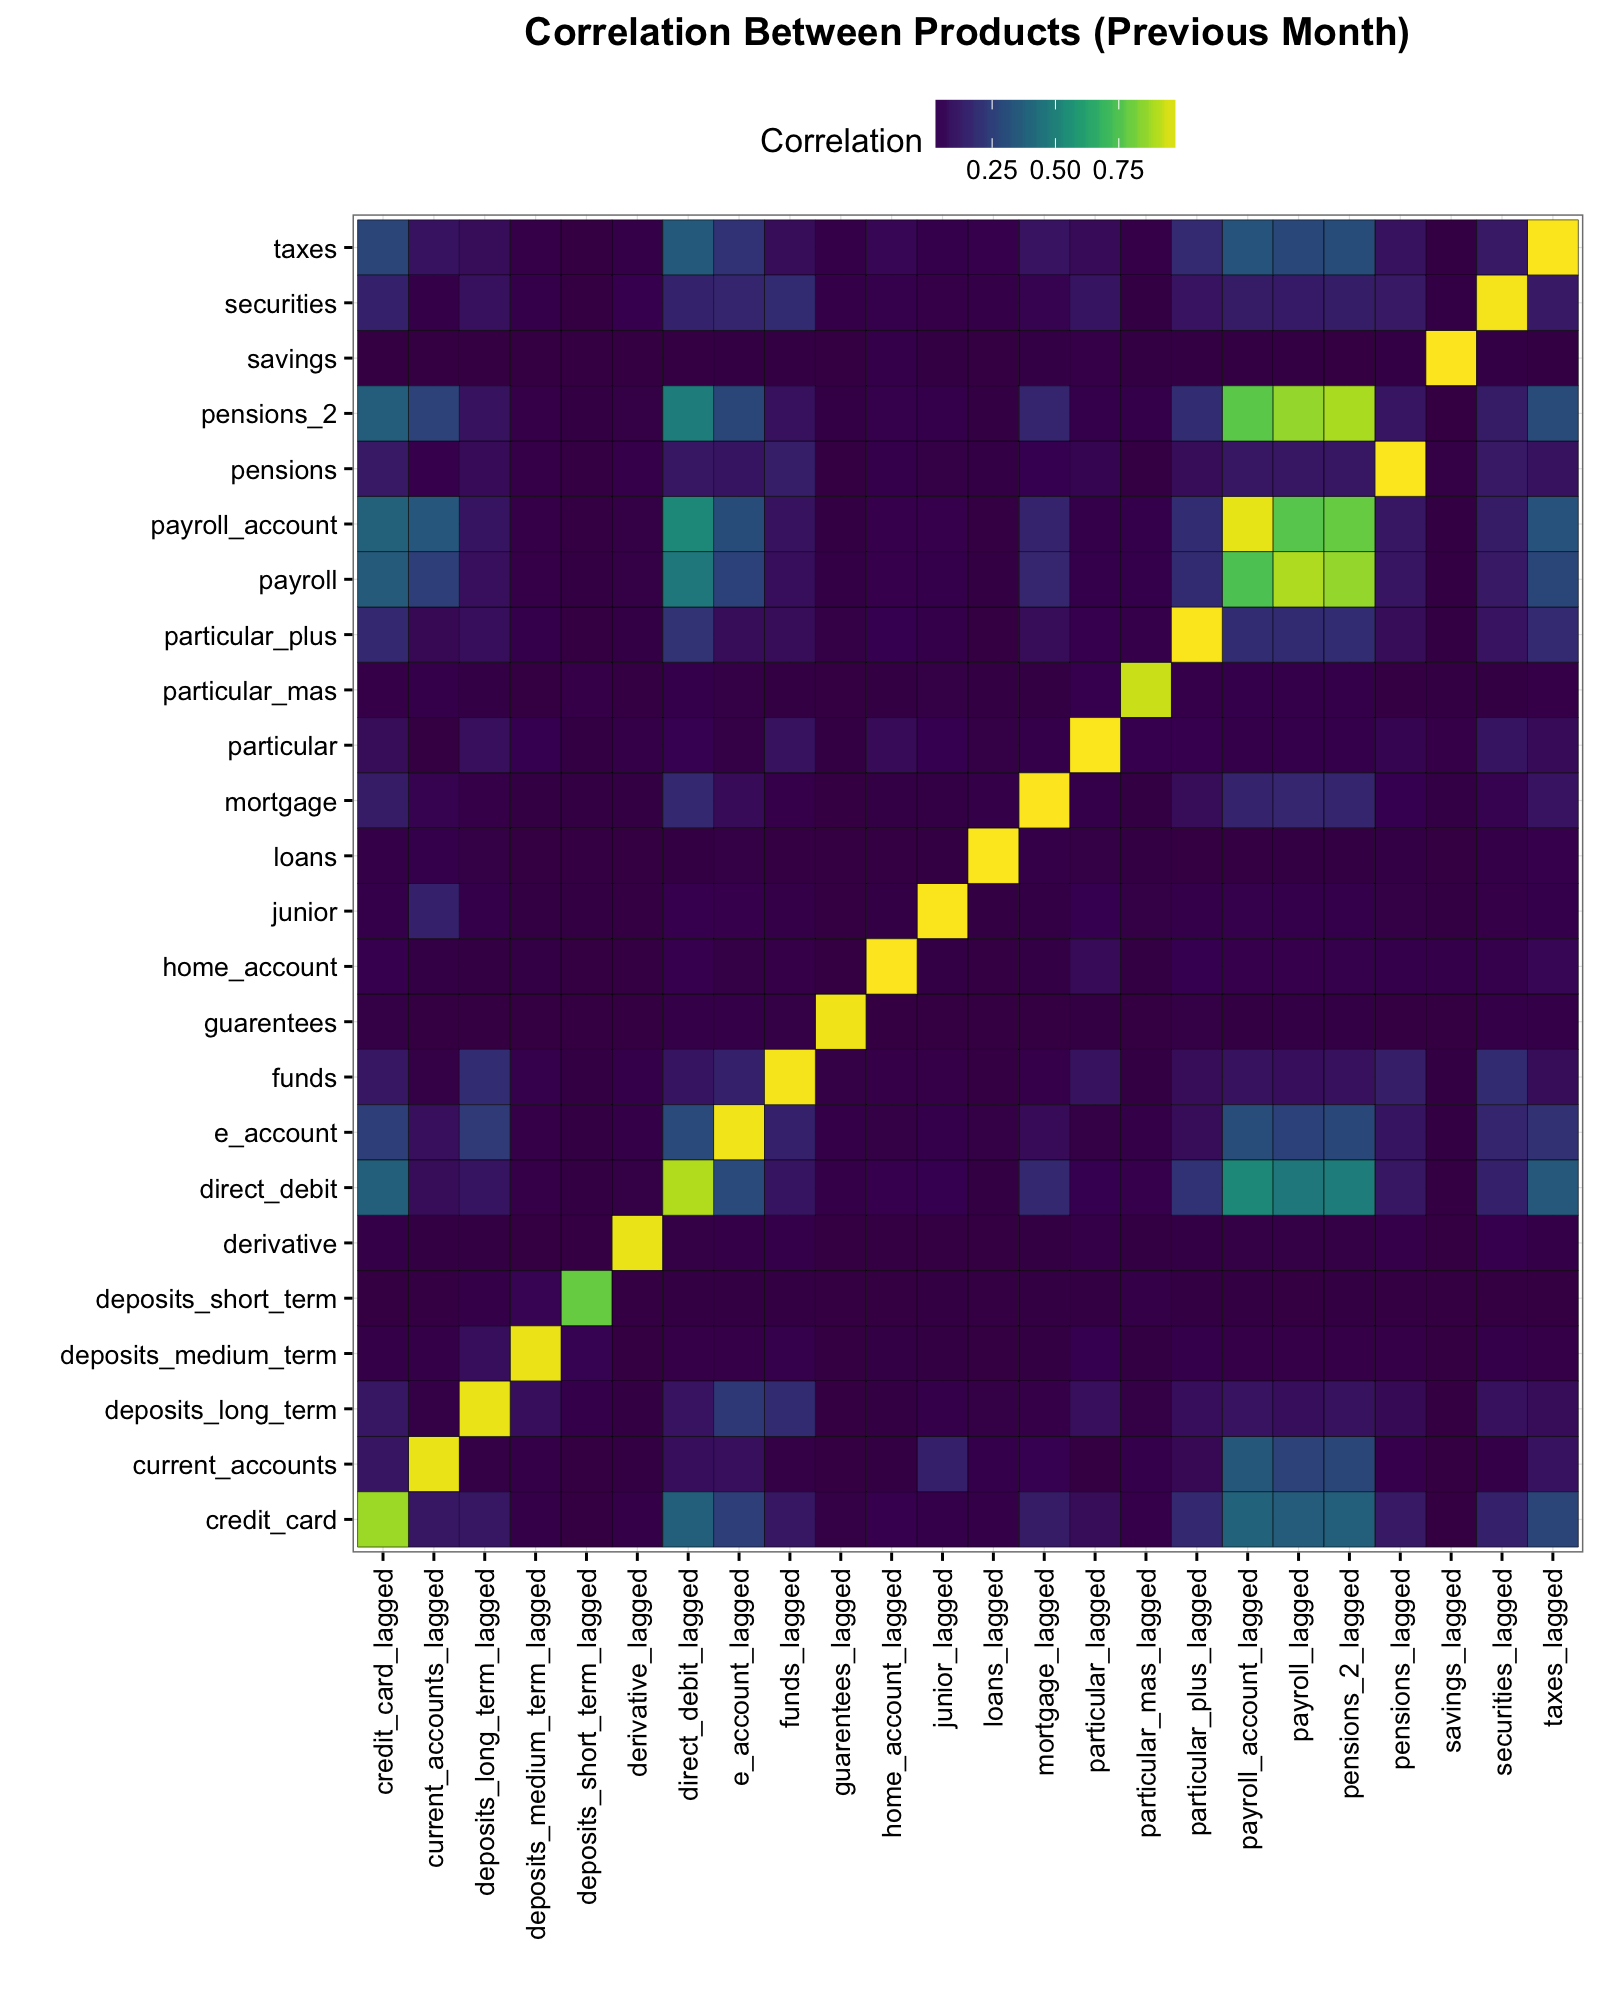 Correlation Between Products (Previous Month)
Correlation
0.25 0.50 0.75
taxes
securities
savings
pensions_2
pensions
payroll_account
payroll
particular_plus
particular_mas
particular
mortgage
loans
junior
home_account
guarentees
funds
e_account
direct_debit
derivative
deposits_short_term
deposits_medium_term
deposits_long_term
current_accounts
credit_card
credit_card_lagged
current_accounts_lagged
deposits_long_term_lagged
deposits_medium_term_lagged
deposits_short_term_lagged
derivative_lagged
direct_debit_lagged
e_account_lagged
funds_lagged
guarentees_lagged
home_account_lagged
junior_lagged
loans_lagged
mortgage_lagged
particular_lagged
particular_mas_lagged
particular_plus_lagged
payroll_account_lagged
payroll_lagged
pensions_2_lagged
pensions_lagged
savings_lagged
securities_lagged
taxes_lagged